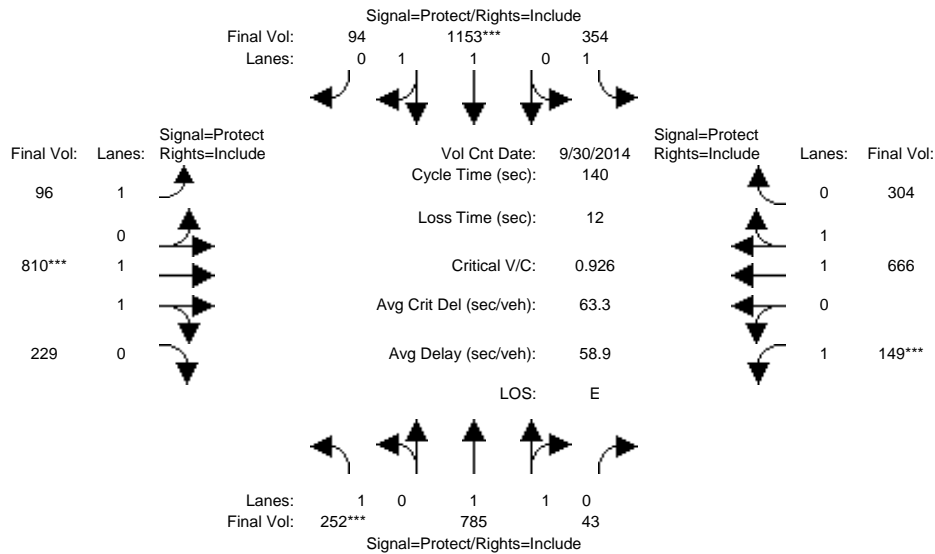 Signal=Protect/Rights=Include
Final Vol: 94 1153*** 354
Lanes: 0 1 1 0 1
Signal=Protect
Final Vol: Lanes: Rights=Include
Vol Cnt Date: 9/30/2014
Signal=Protect
Rights=Include Lanes: Final Vol:
Cycle Time (sec): 140
96 1
0 304
Loss Time (sec): 12
0
1
810*** 1
Critical V/C: 0.926
1 666
1
Avg Crit Del (sec/veh): 63.3
0
229 0
Avg Delay (sec/veh): 58.9
1 149***
LOS: E
Lanes: 1 0 1 1 0
Final Vol: 252*** 785 43
Signal=Protect/Rights=Include